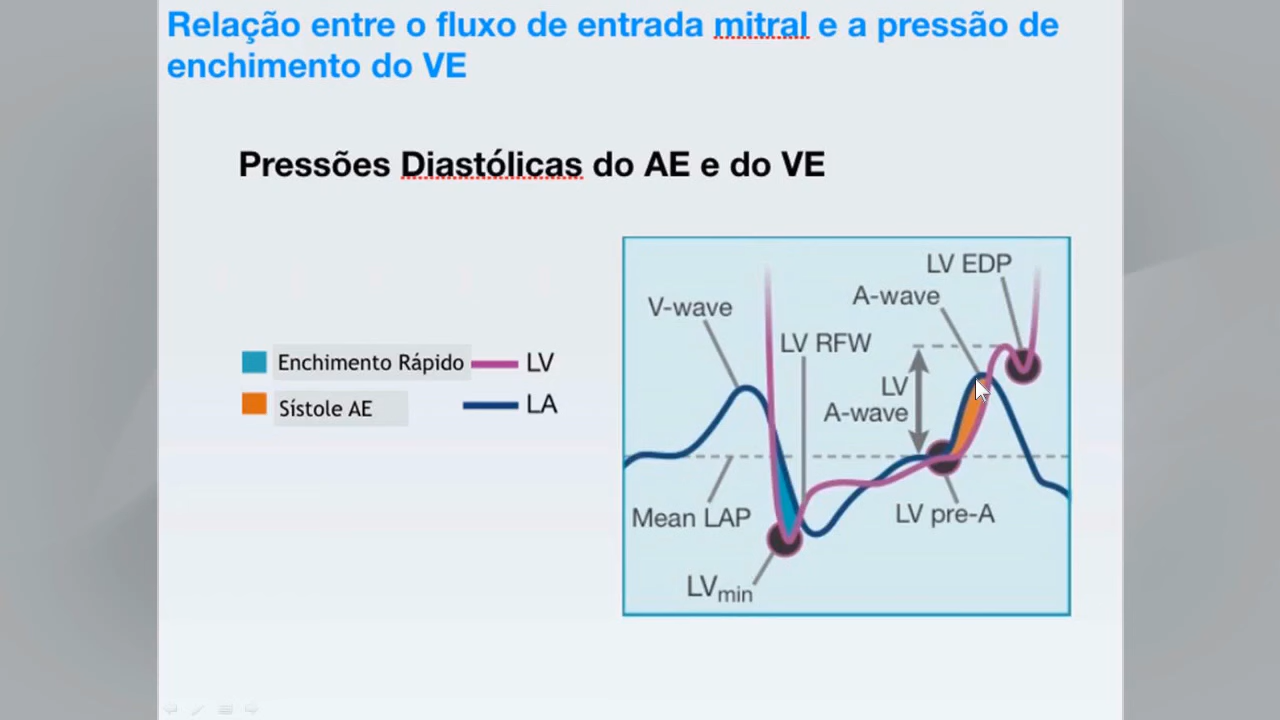 Relação entre o fluxo de entrada mitral e a pressão de
enchimento do VE
Pressões Diastólicas do AE e do VE
Enchimento Rápido
LV
Sístole AE
LA
LV EDP
A-wave
V-wave
LV RFW
LV
A-wave
Mean LAP
LV pre-A
LVmin